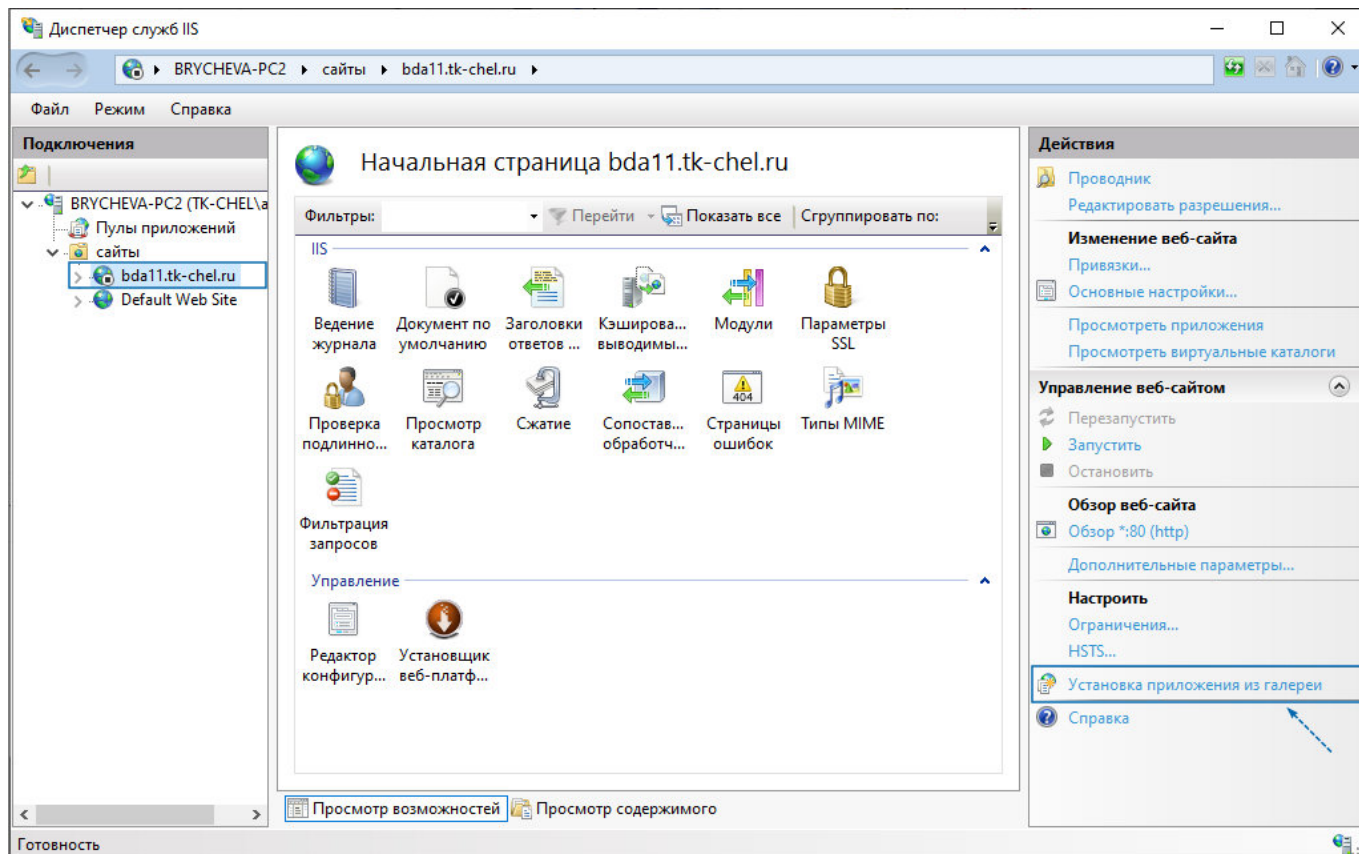 Диспетчер служб IIS
BRYCHEVA-PC2 сайты bda11.tk-chel.ru
Файл Режим Справка
Подключения
BRYCHEVA-PC2 (TK-CHEL\a
Пулы приложений
сайты
bda11.tk-chel.ru
Default Web Site
Начальная страница bda11.tk-chel.ru
Фильтры: Перейти Показать все Сгруппировать по:
IIS
Ведение журнала
Документ по умолчанию
Заголовки ответов ...
Кэширова... выводимы...
Модули
Параметры SSL
Проверка подлинно...
Просмотр каталога
Сжатие
Сопостав... обработч...
404
Страницы ошибок
Типы MIME
Фильтрация запросов
Управление
Редактор конфигур...
Установщик веб-платф...
Просмотр возможностей Просмотр содержимого
Действия
Проводник
Редактировать разрешения...
Изменение веб-сайта
Привязки...
Основные настройки...
Просмотреть приложения
Просмотреть виртуальные каталоги
Управление веб-сайтом
Перезапустить
Запустить
Остановить
Обзор веб-сайта
Обзор *:80 (http)
Дополнительные параметры...
Настроить
Ограничения...
HSTS...
Установка приложения из галереи
Справка
Готовность